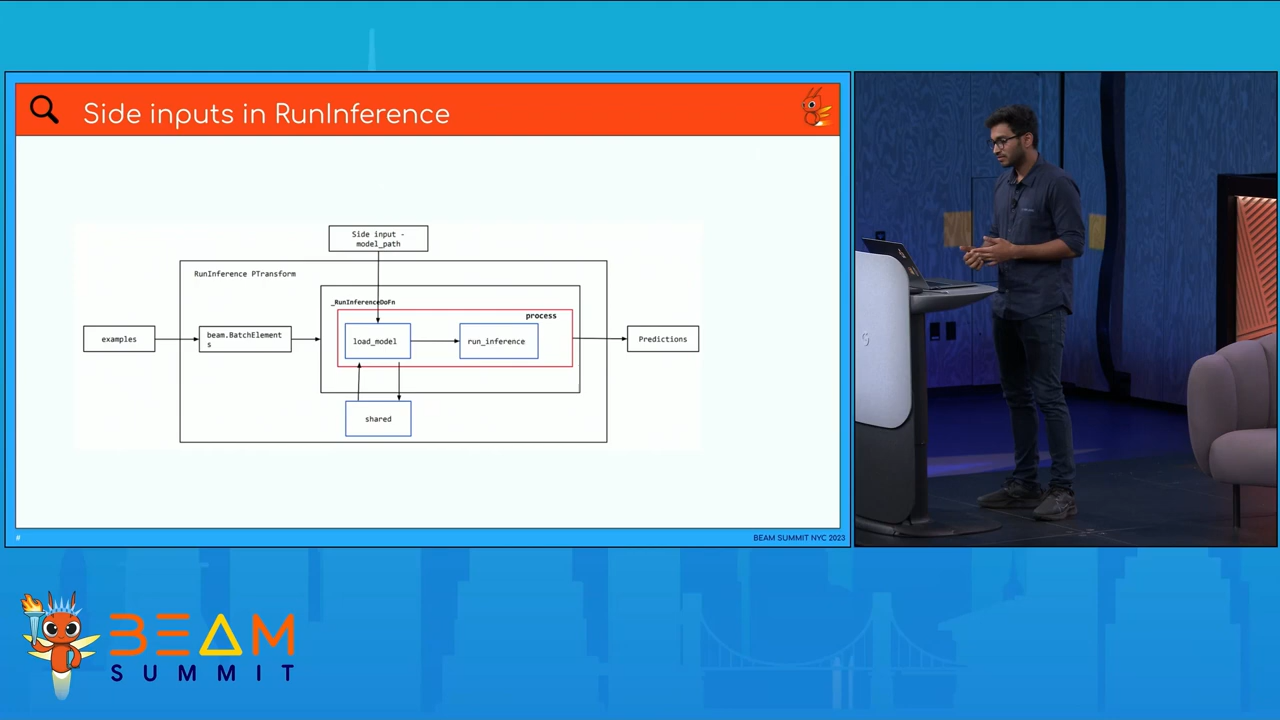 Side inputs in RunInference
Side input -
model_path
RunInference PTransform
_RunInferenceDoFn
process
examples
beam.BatchElement
s
load_model
run_inference
Predictions
shared
#
BEAM SUMMIT NYC 2023
BEAM
SUMMIT